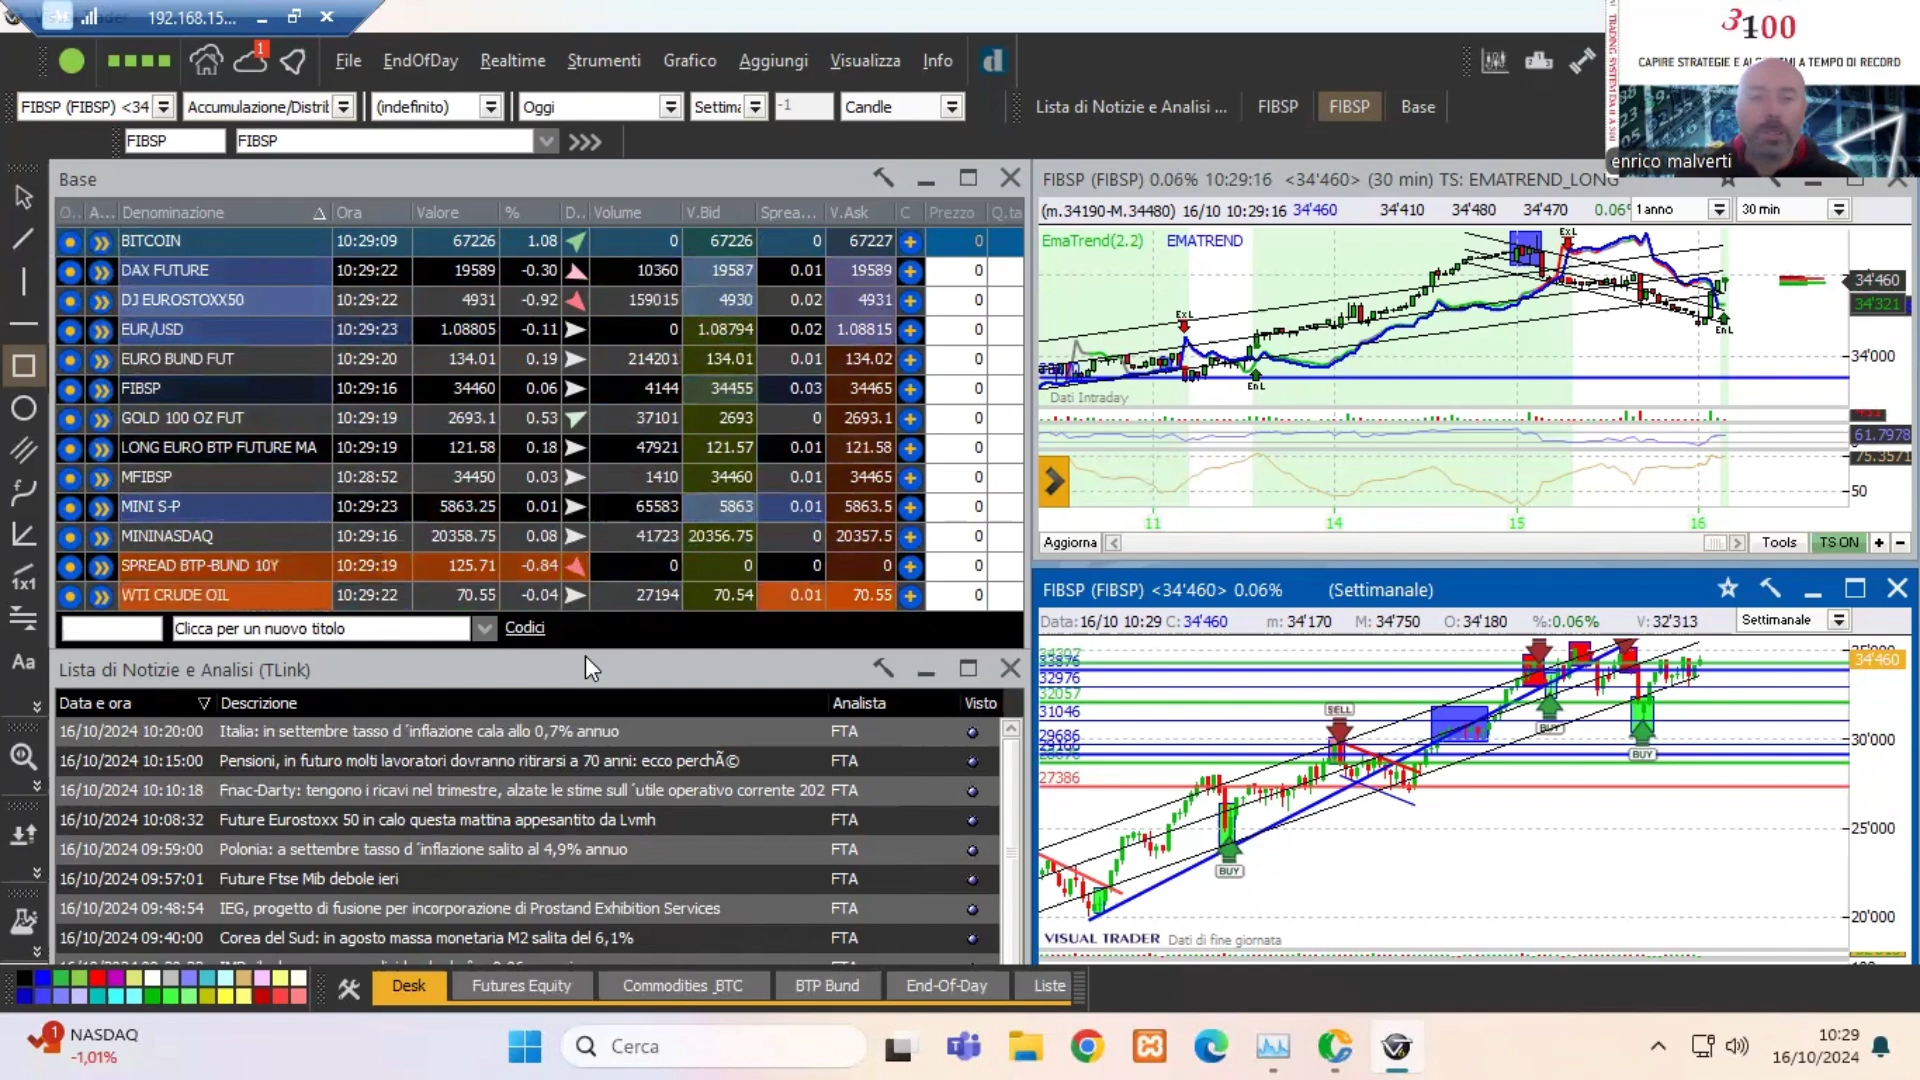 192.168.15...
1
File
EndOfDay
Realtime
Strumenti
Grafico
Aggiungi
Visualizza
Info
d
3100
CAPIRE STRATEGIE E ALGORITMI A TEMPO DI RECORD
enrico malverti
FIBSP (FIBSP) <34
Accumulazione/Distrit
(indefinito)
Oggi
Settima
-1
Candle
Lista di Notizie e Analisi ...
FIBSP
FIBSP
Base
FIBSP
FIBSP
Base
O.. A... Denominazione Ora Valore % D.. Volume V.Bid Sprea... V.Ask C Prezzo Q.ta
BITCOIN 10:29:09 67226 1.08 0 67226 0 67227 0
DAX FUTURE 10:29:22 19589 -0.30 10360 19587 0.01 19589 0
DJ EUROSTOXX50 10:29:22 4931 -0.92 159015 4930 0.02 4931 0
EUR/USD 10:29:23 1.08805 -0.11 0 1.08794 0.02 1.08815 0
EURO BUND FUT 10:29:20 134.01 0.19 214201 134.01 0.01 134.02 0
FIBSP 10:29:16 34460 0.06 4144 34455 0.03 34465 0
GOLD 100 OZ FUT 10:29:19 2693.1 0.53 37101 2693 0 2693.1 0
LONG EURO BTP FUTURE MA 10:29:19 121.58 0.18 47921 121.57 0.01 121.58 0
MFIBSP 10:28:52 34450 0.03 1410 34460 0.01 34465 0
MINI S-P 10:29:23 5863.25 0.01 65583 5863 0.01 5863.5 0
MININASDAQ 10:29:16 20358.75 0.08 41723 20356.75 0 20357.5 0
SPREAD BTP-BUND 10Y 10:29:19 125.71 -0.84 0 0 0 0 0
WTI CRUDE OIL 10:29:22 70.55 -0.04 27194 70.54 0.01 70.55 0
Clicca per un nuovo titolo
Codici
Lista di Notizie e Analisi (TLink)
Data e ora Descrizione Analista Visto
16/10/2024 10:20:00 Italia: in settembre tasso d´inflazione cala allo 0,7% annuo FTA
16/10/2024 10:15:00 Pensioni, in futuro molti lavoratori dovranno ritirarsi a 70 anni: ecco perchÃ© FTA
16/10/2024 10:10:18 Fnac-Darty: tengono i ricavi nel trimestre, alzate le stime sull´utile operativo corrente 202 FTA
16/10/2024 10:08:32 Future Eurostoxx 50 in calo questa mattina appesantito da Lvmh FTA
16/10/2024 09:59:00 Polonia: a settembre tasso d´inflazione salito al 4,9% annuo FTA
16/10/2024 09:57:01 Future Ftse Mib debole ieri FTA
16/10/2024 09:48:54 IEG, progetto di fusione per incorporazione di Prostand Exhibition Services FTA
16/10/2024 09:40:00 Corea del Sud: in agosto massa monetaria M2 salita del 6,1% FTA
FIBSP (FIBSP) 0.06% 10:29:16 <34'460> (30 min) TS: EMATREND_LONG
(m.34190-M.34480) 16/10 10:29:16 34'460 34'410 34'480 34'470 0.06
1 anno
30 min
EmaTrend(2.2) EMATREND
ExL
ExL
EnL
EnL
34'460
34'321
34'000
Dati Intraday
61.7978
75.3571
50
11 14 15 16
Aggiorna
Tools
TS ON
+
-
FIBSP (FIBSP) <34'460> 0.06% (Settimanale)
Data:16/10 10:29 C:34'460 m:34'170 M:34'750 O:34'180 %:0.06% V:32'313
Settimanale
34'460
33876
32976
32057
31046
29686
27386
SELL
BUY
BUY
BUY
30'000
25'000
20'000
VISUAL TRADER Dati di fine giornata
Aa
1x1
Desk
Futures Equity
Commodities_BTC
BTP Bund
End-Of-Day
Liste
1
NASDAQ
-1,01%
Cerca
10:29
16/10/2024